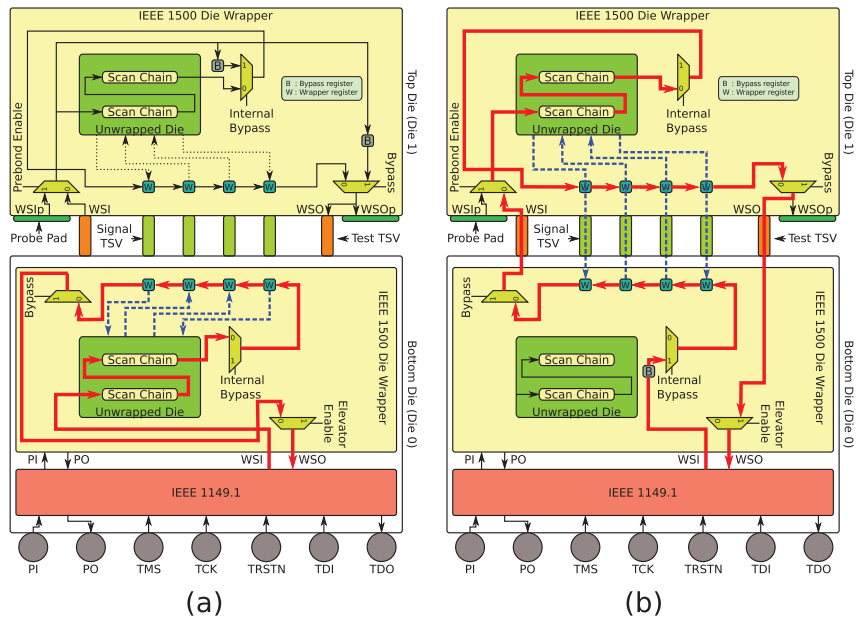 IEEE 1500 Die Wrapper
B
1
0
Scan Chain
Scan Chain
Unwrapped Die
B : Bypass register
W : Wrapper register
Internal
Bypass
B
Prebond Enable
Bypass
Top Die (Die 1)
1
0
W
W
W
W
0
1
WSIp
WSI
WSO
WSOp
Probe Pad
Signal
TSV
Test TSV
Bypass
1
0
W
W
W
W
IEEE 1500 Die Wrapper
Bottom Die (Die 0)
0
1
Scan Chain
Scan Chain
Unwrapped Die
Internal
Bypass
0
1
Elevator
Enable
PI
PO
WSI
WSO
IEEE 1149.1
PI
PO
TMS
TCK
TRSTN
TDI
TDO
(a)
IEEE 1500 Die Wrapper
1
0
Scan Chain
Scan Chain
Unwrapped Die
B : Bypass register
W : Wrapper register
Internal
Bypass
Prebond Enable
Bypass
Top Die (Die 1)
1
0
W
W
W
W
0
1
WSIp
WSI
WSO
WSOp
Probe Pad
Signal
TSV
Test TSV
Bypass
1
0
W
W
W
W
IEEE 1500 Die Wrapper
Bottom Die (Die 0)
0
1
B
Scan Chain
Scan Chain
Unwrapped Die
Internal
Bypass
0
1
Elevator
Enable
PI
PO
WSI
WSO
IEEE 1149.1
PI
PO
TMS
TCK
TRSTN
TDI
TDO
(b)